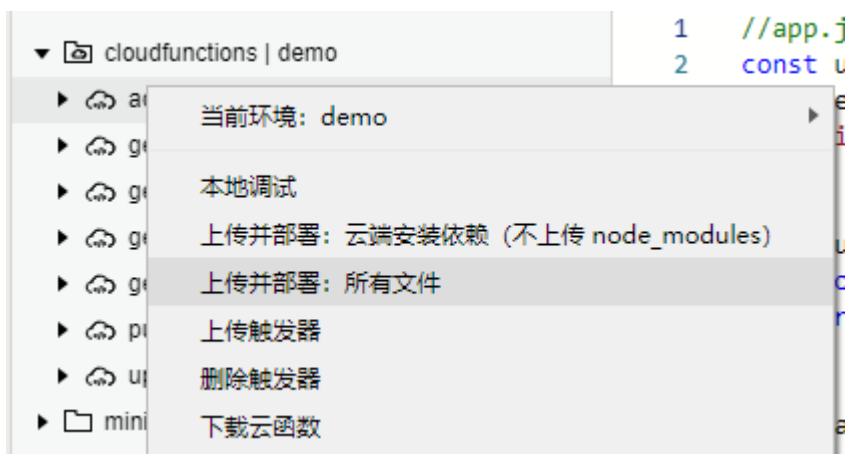 cloudfunctions | demo
1 //app.j
2 const u
当前环境：demo
本地调试
上传并部署：云端安装依赖（不上传 node_modules）
上传并部署：所有文件
上传触发器
删除触发器
mini
下载云函数